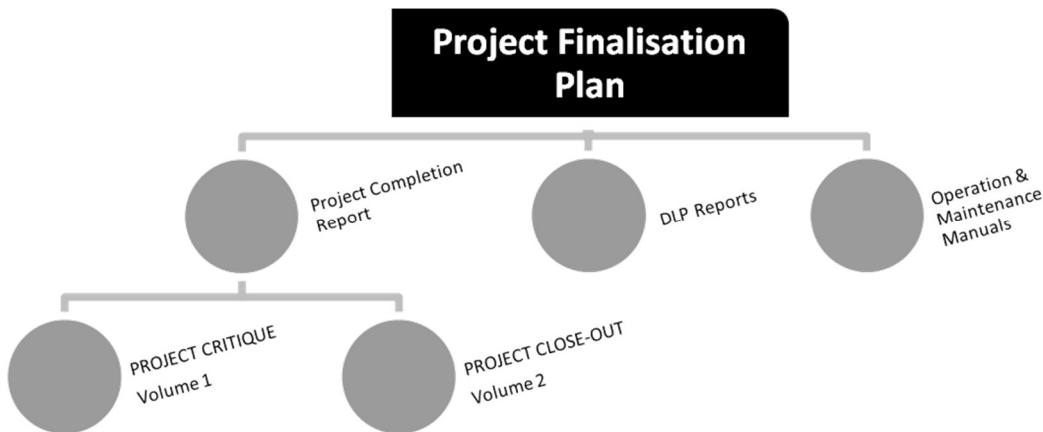 Project Finalisation
Plan
Project Completion
Report
DLP Reports
Operation &
Maintenance
Manuals
PROJECT CRITIQUE
Volume 1
PROJECT CLOSE-OUT
Volume 2